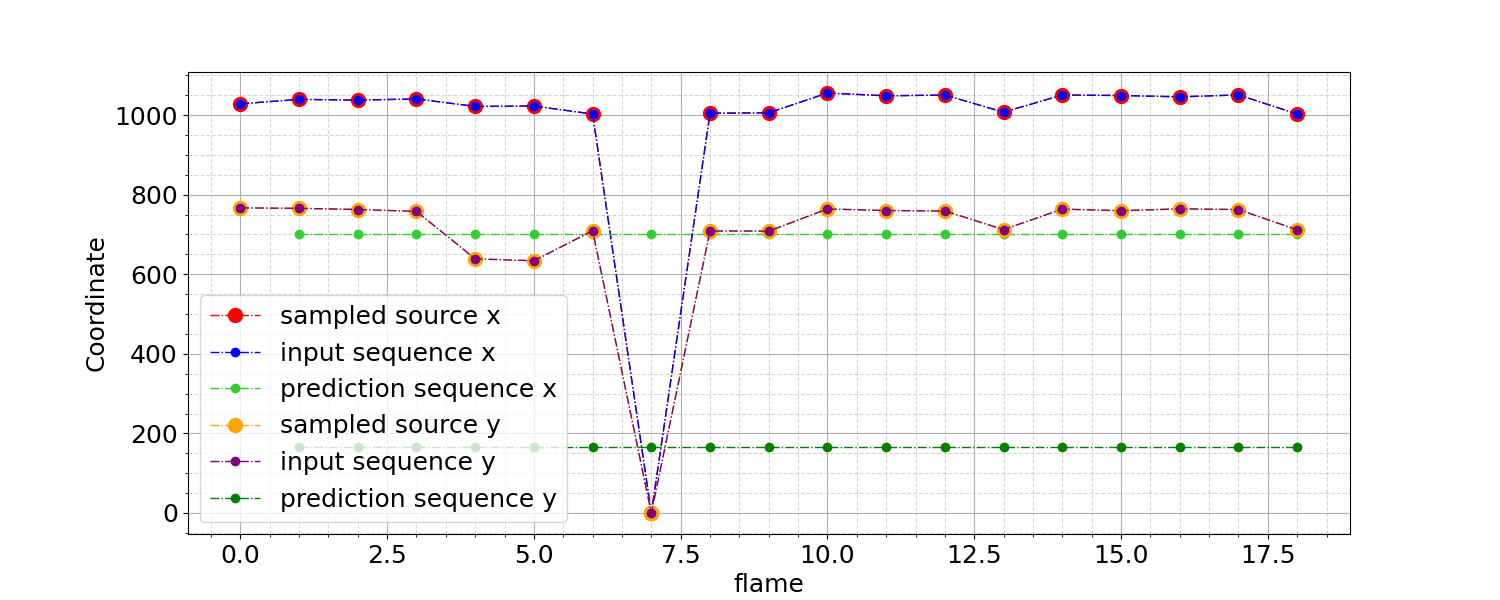 1000
800
600
400
200
0
Coordinate
sampled source x
input sequence x
prediction sequence x
sampled source y
input sequence y
prediction sequence y
0.0 2.5 5.0 7.5 10.0 12.5 15.0 17.5
flame